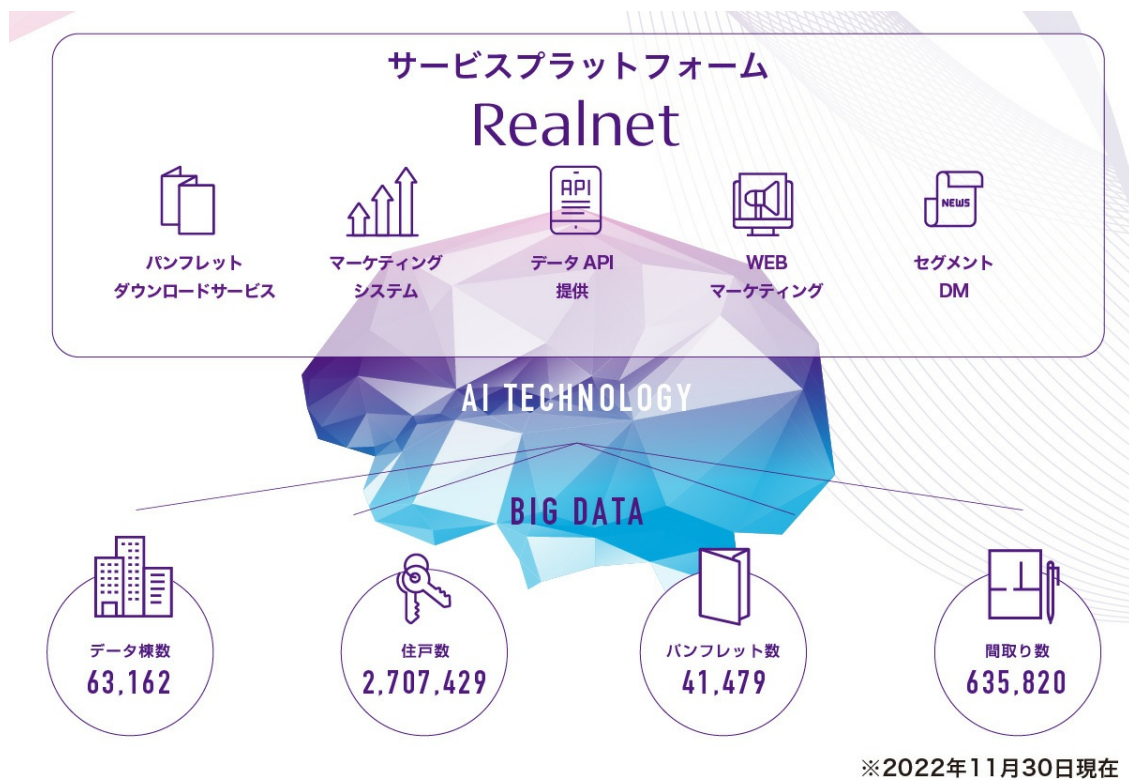 サービスプラットフォーム
Realnet
API
NEWS
パンフレット
ダウンロードサービス
マーケティング
システム
データ API
提供
WEB
マーケティング
セグメント
DM
AI TECHNOLOGY
BIG DATA
データ棟数
63,162
住戸数
2,707,429
パンフレット数
41,479
間取り数
635,820
※2022年11月30日現在